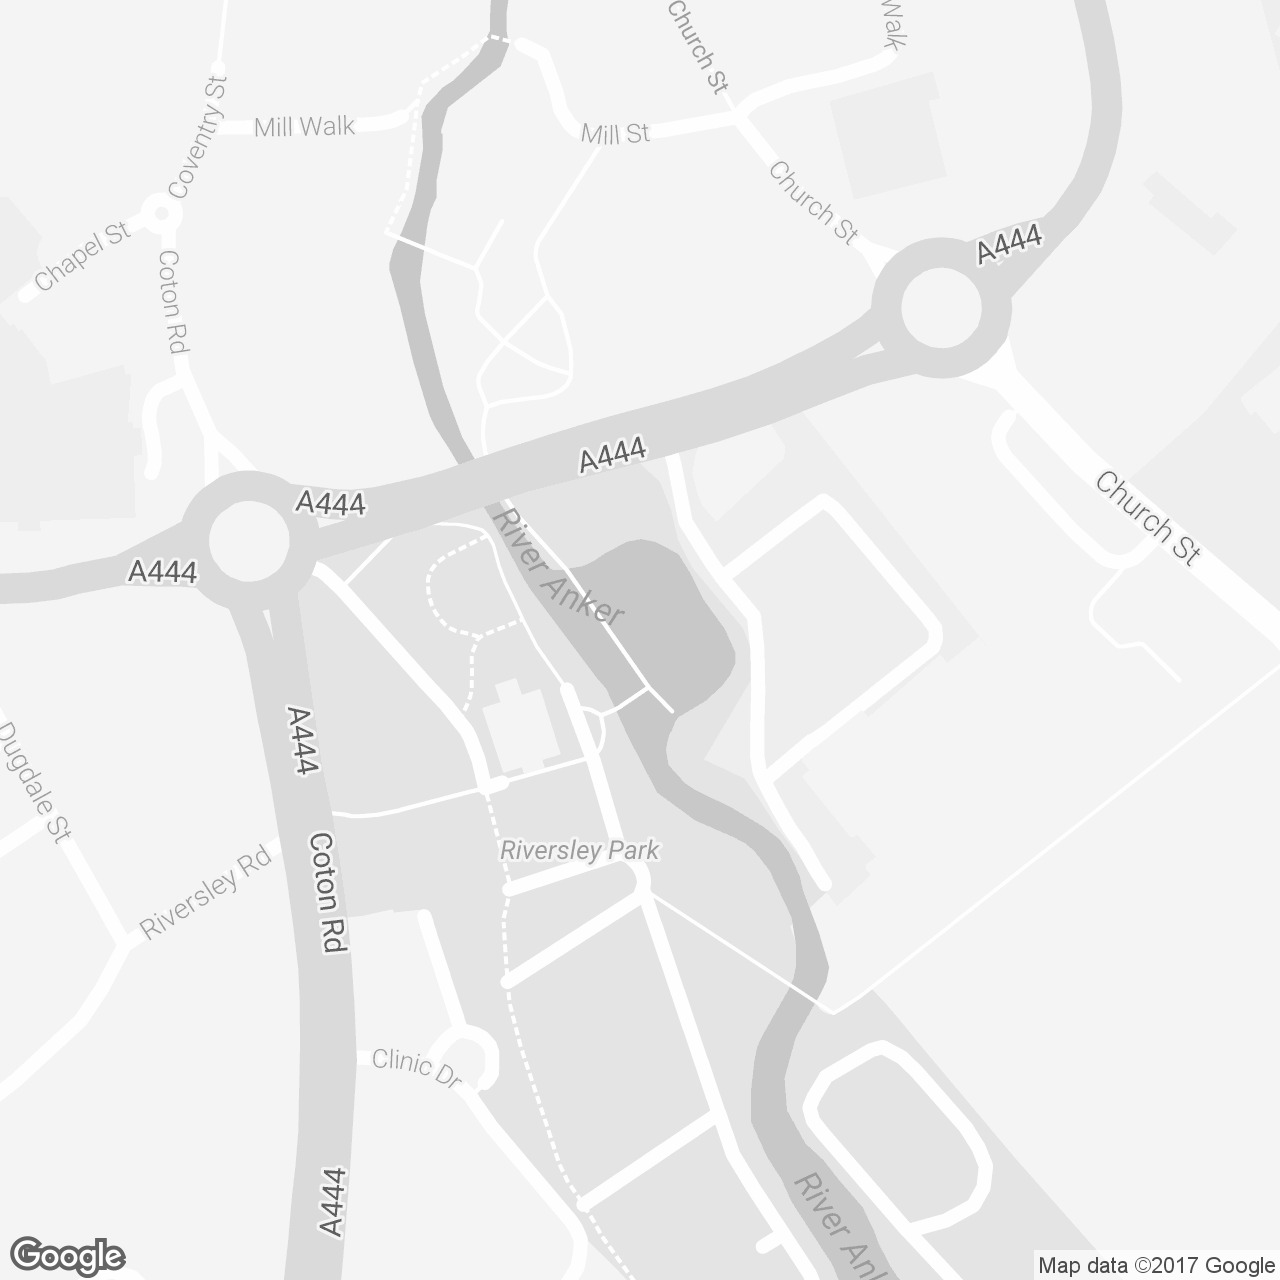 Church St
Walk
Coventry St
Mill Walk
Mill St
Church St
Chapel St
Coton Rd
A444
A444
A444
A444
Church St
River Anker
A444
Dugdale St
Coton Rd
Riversley Park
Riversley Rd
Clinic Dr
A444
River Ank
Google
Map data ©2017 Google